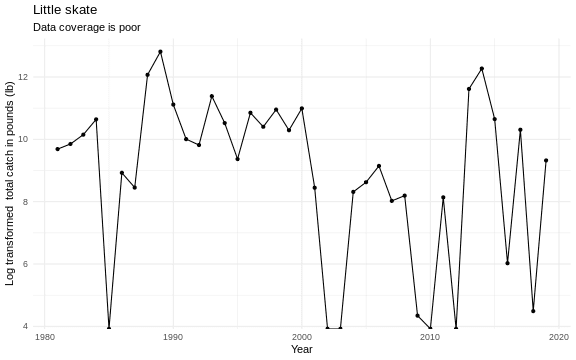 Little skate
Data coverage is poor
Log transformed  total catch in pounds (lb)
12
10
8
6
4
1980 1990 2000 2010 2020
Year